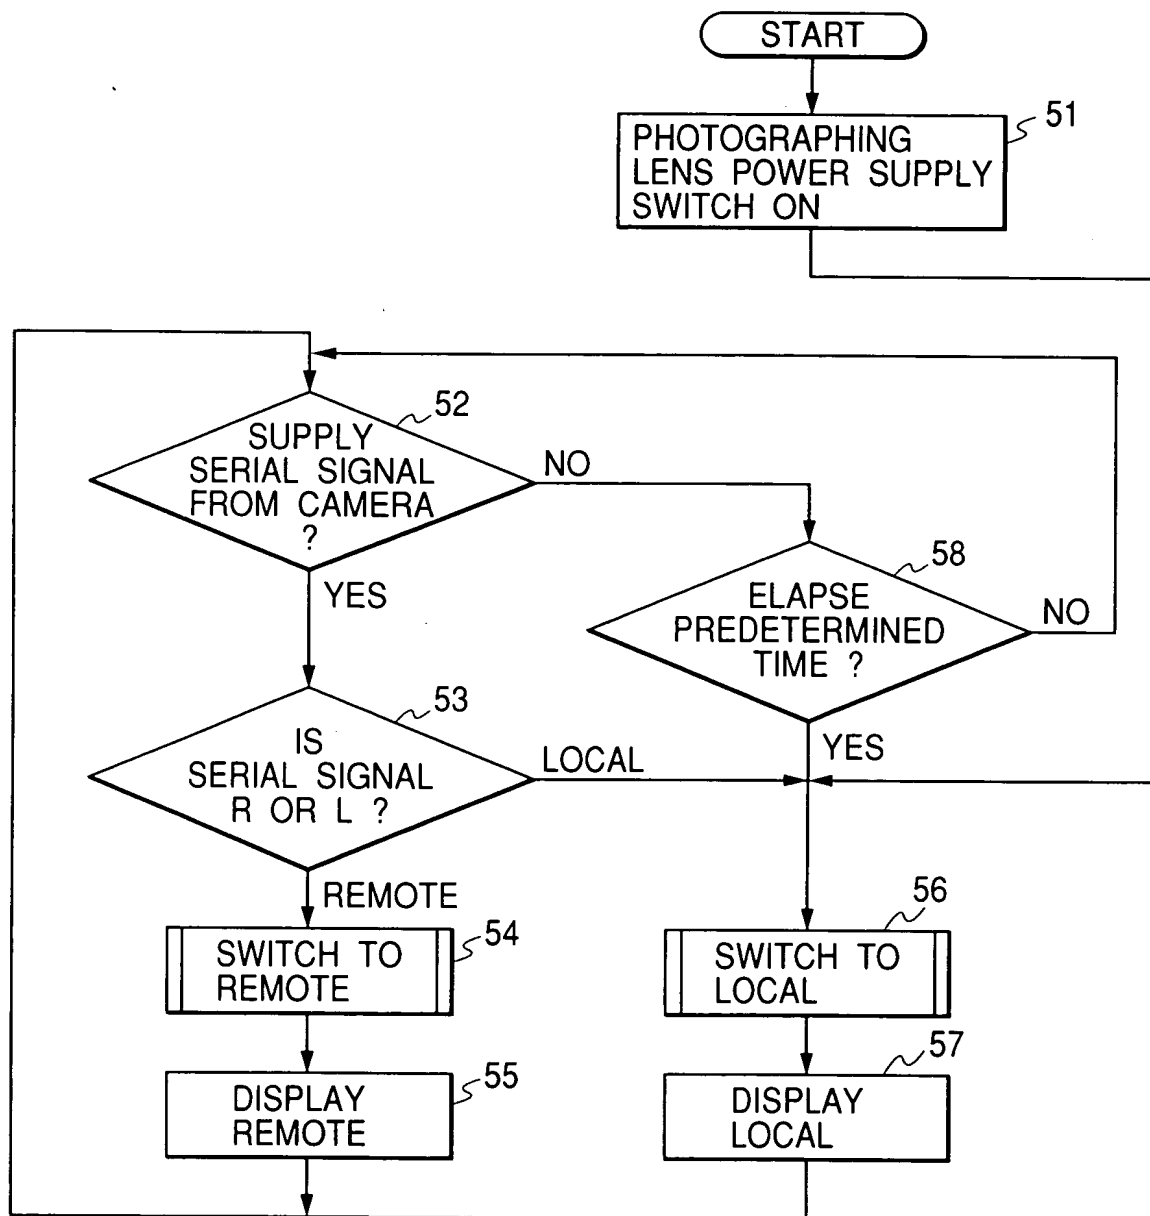 START
51
PHOTOGRAPHING
LENS POWER SUPPLY
SWITCH ON
52
SUPPLY
SERIAL SIGNAL
FROM CAMERA
?
NO
YES
58
ELAPSE
PREDETERMINED
TIME ?
NO
YES
53
IS
SERIAL SIGNAL
R OR L ?
LOCAL
REMOTE
54
SWITCH TO
REMOTE
56
SWITCH TO
LOCAL
55
DISPLAY
REMOTE
57
DISPLAY
LOCAL